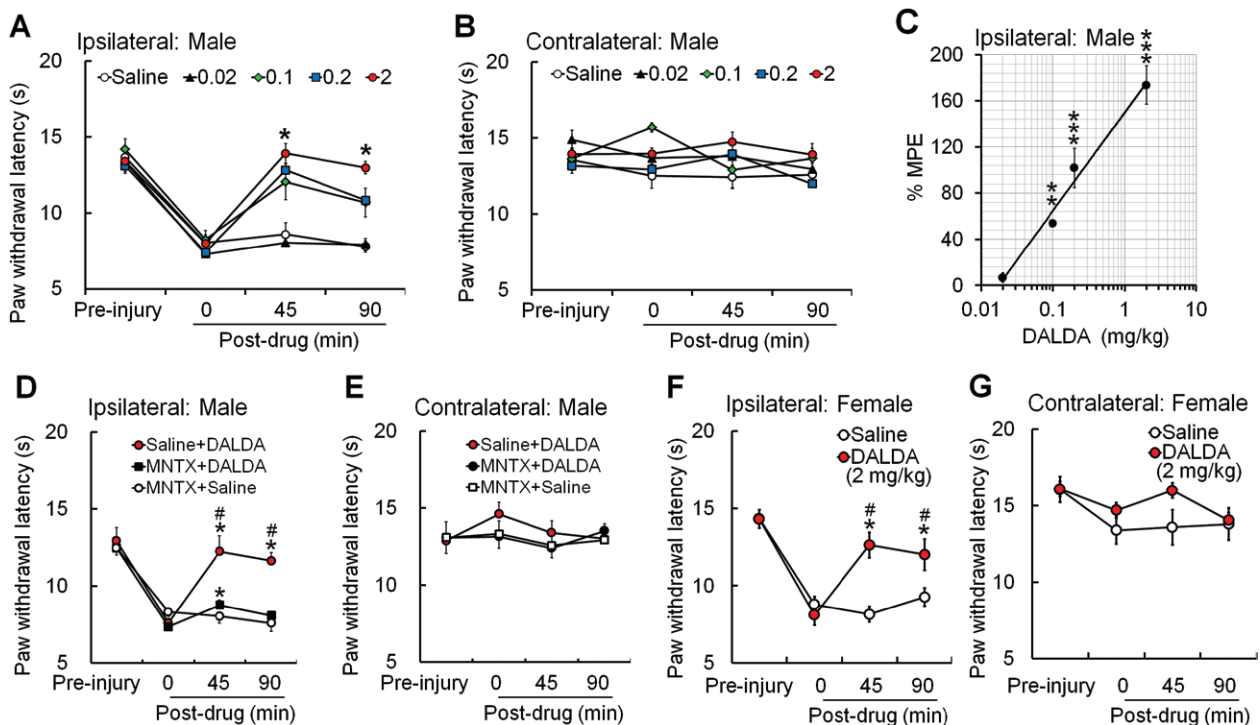 A
Ipsilateral: Male
Saline 0.02 0.1 0.2 2
Paw withdrawal latency (s)
20
15
10
5
Pre-injury 0 45 90
Post-drug (min)
* *
B
Contralateral: Male
Saline 0.02 0.1 0.2 2
Paw withdrawal latency (s)
20
15
10
5
Pre-injury 0 45 90
Post-drug (min)
C
Ipsilateral: Male
% MPE
200
160
120
80
40
0
** *** ***
0.01 0.1 1 10
DALDA (mg/kg)
D
Ipsilateral: Male
Saline+DALDA
MNTX+DALDA
MNTX+Saline
Paw withdrawal latency (s)
20
15
10
5
# #
* *
*
Pre-injury 0 45 90
Post-drug (min)
E
Contralateral: Male
Saline+DALDA
MNTX+DALDA
MNTX+Saline
Paw withdrawal latency (s)
20
15
10
5
Pre-injury 0 45 90
Post-drug (min)
F
Ipsilateral: Female
Saline
DALDA
(2 mg/kg)
Paw withdrawal latency (s)
20
15
10
5
# #
* *
Pre-injury 0 45 90
Post-drug (min)
G
Contralateral: Female
Saline
DALDA
(2 mg/kg)
Paw withdrawal latency (s)
20
15
10
5
Pre-injury 0 45 90
Post-drug (min)